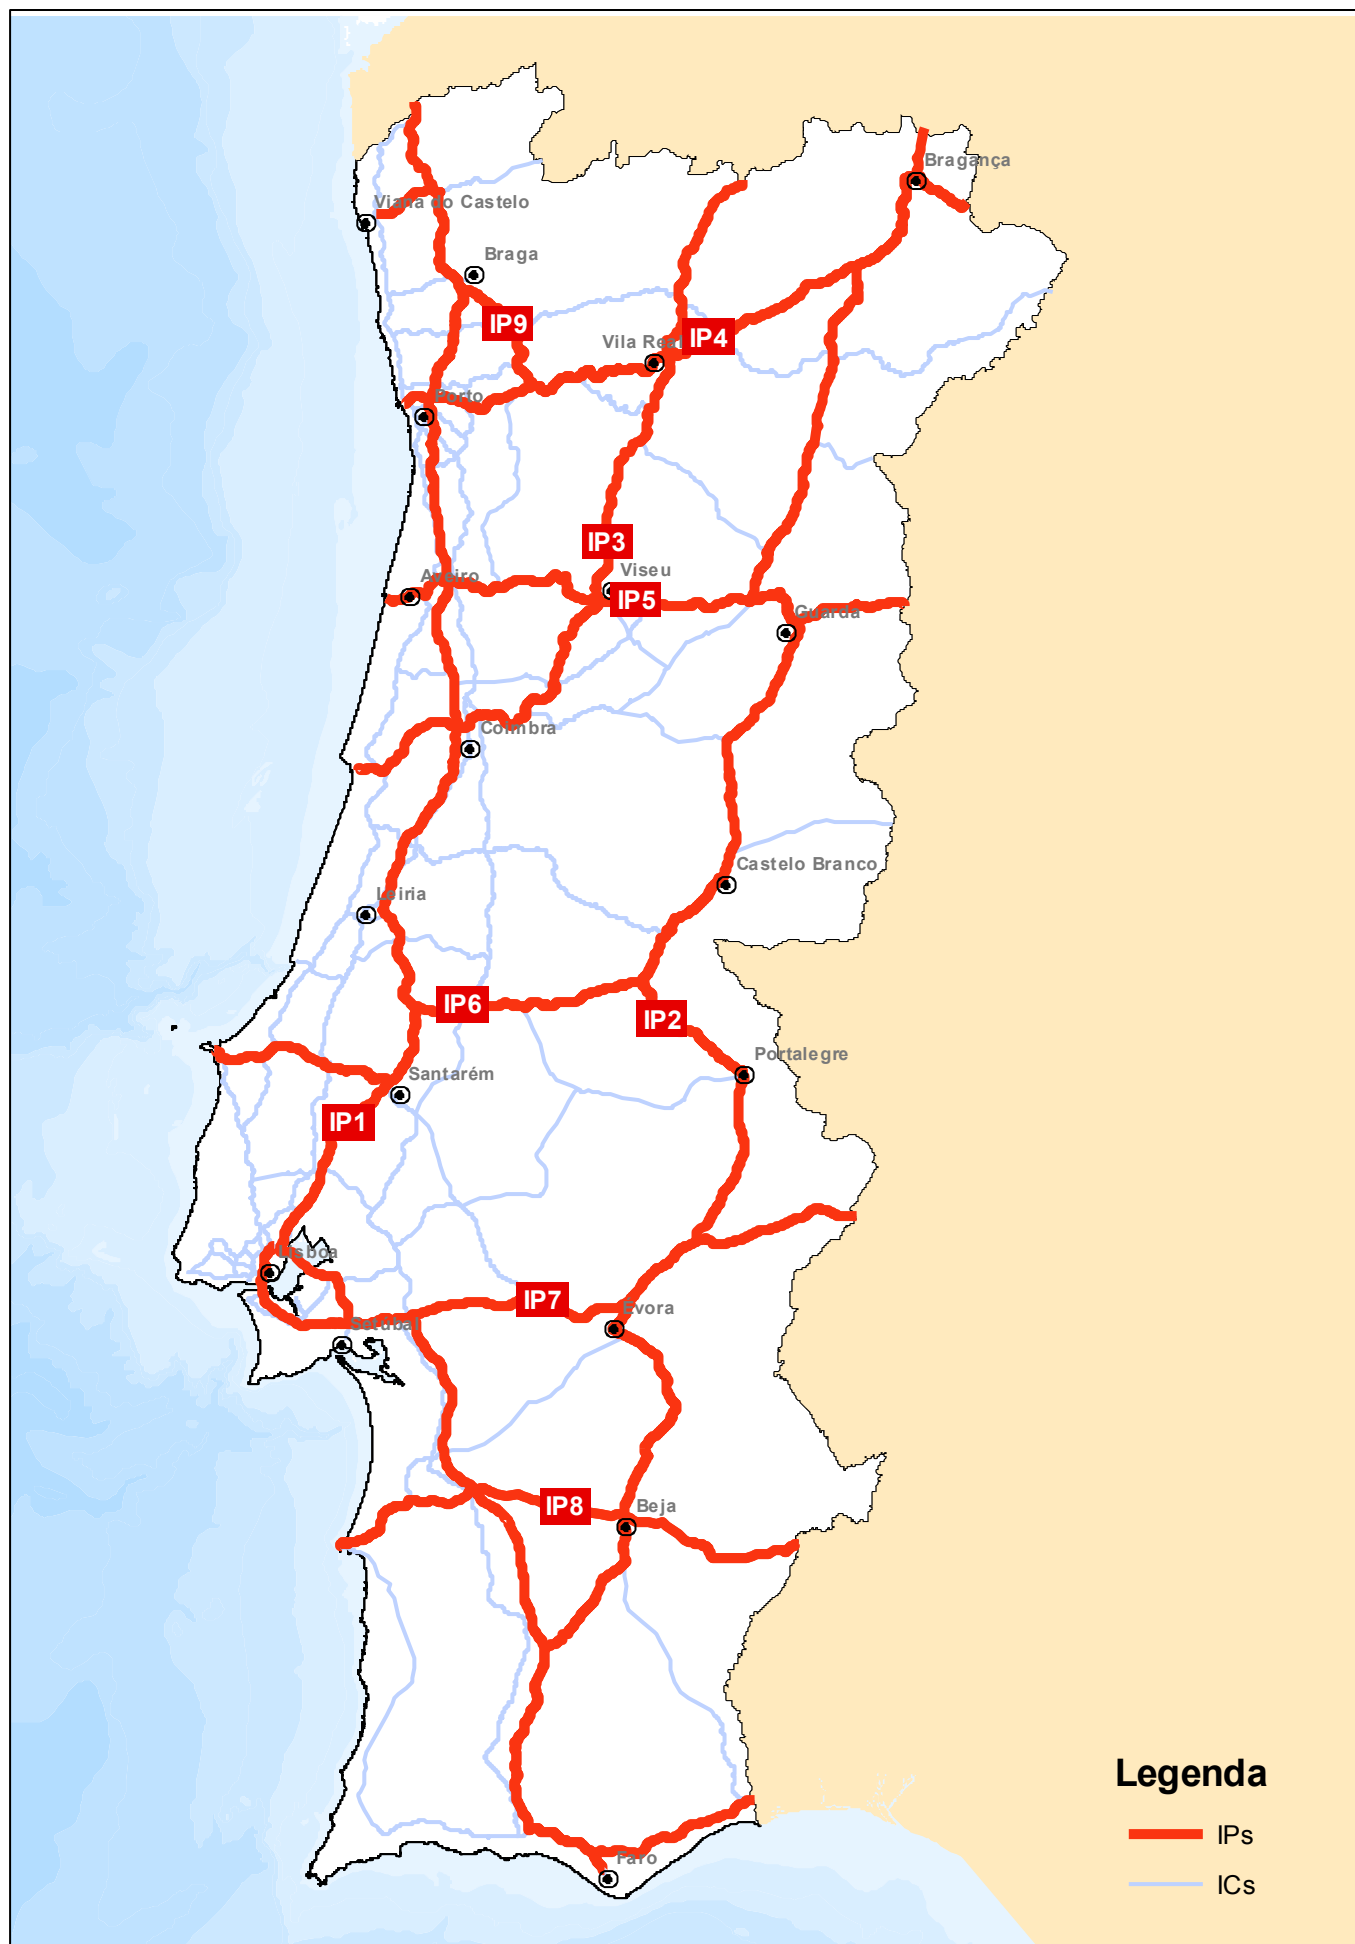 Bragança
Viana do Castelo
Braga
IP9
IP4
Vila Real
Porto
IP3
Viseu
Aveiro
IP5
Guarda
Coimbra
Castelo Branco
Leiria
IP6
IP2
Portalegre
Santarém
IP1
Lisboa
IP7
Évora
Setúbal
IP8
Beja
Legenda
IPs
Faro
ICs